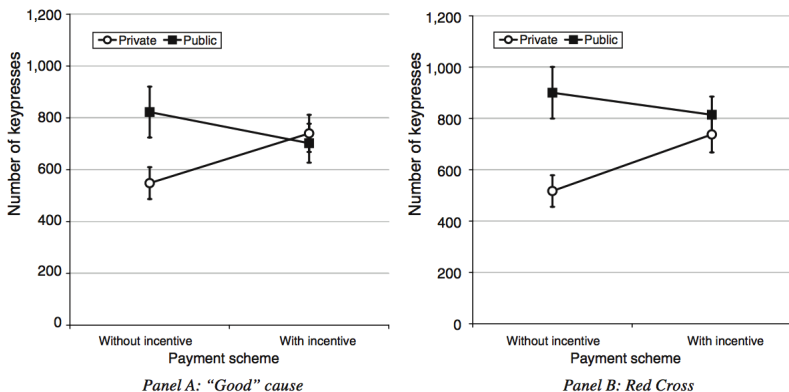 1,200
1,000
800
600
400
200
0
Number of keypresses
Private Public
Without incentive With incentive
Payment scheme
Panel A: “Good” cause
1,200
1,000
800
600
400
200
0
Number of keypresses
Private Public
Without incentive With incentive
Payment scheme
Panel B: Red Cross